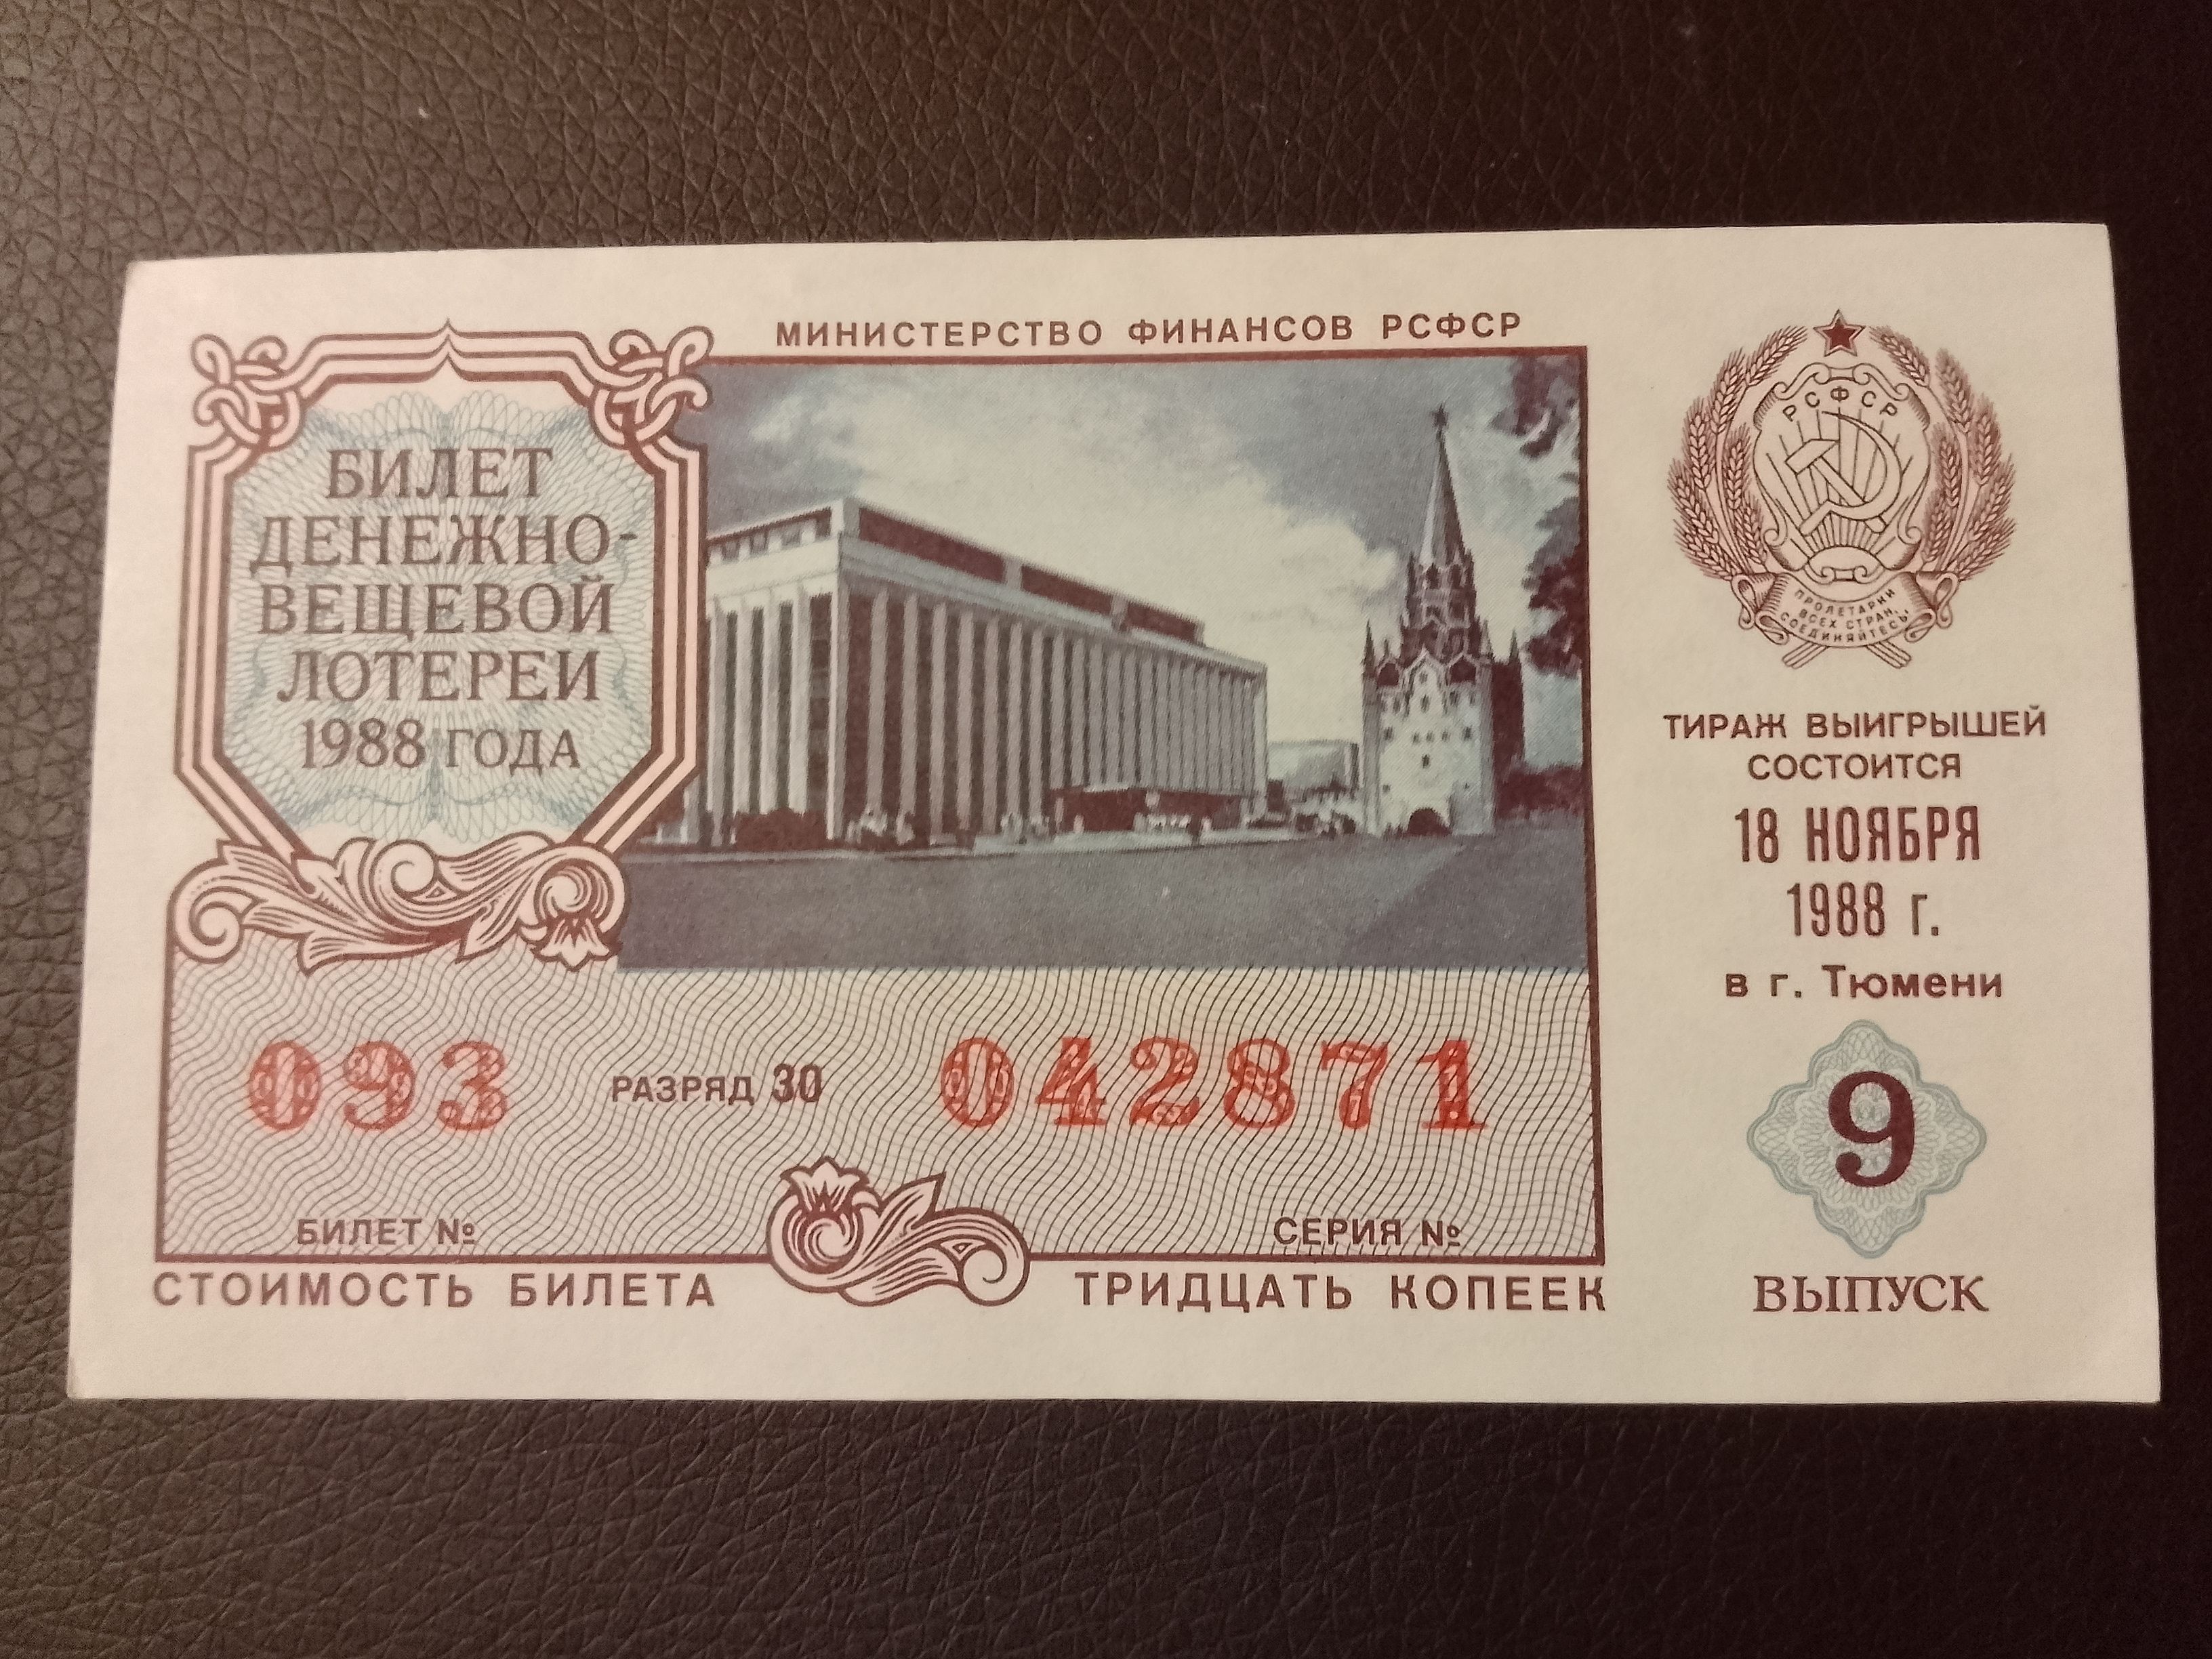 МИНИСТЕРСТВО ФИНАНСОВ РСФСР
БИЛЕТ
ДЕНЕЖНО-
ВЕЩЕВОЙ
ЛОТЕРЕИ
1988 ГОДА
РСФСР
ПРОЛЕТАРИИ
ВСЕХ СТРАН,
СОЕДИНЯЙТЕСЬ!
ТИРАЖ ВЫИГРЫШЕЙ
СОСТОИТСЯ
18 НОЯБРЯ
1988 г.
в г. Тюмени
093 РАЗРЯД 30 042871
БИЛЕТ № СЕРИЯ №
СТОИМОСТЬ БИЛЕТА ТРИДЦАТЬ КОПЕЕК
9
ВЫПУСК